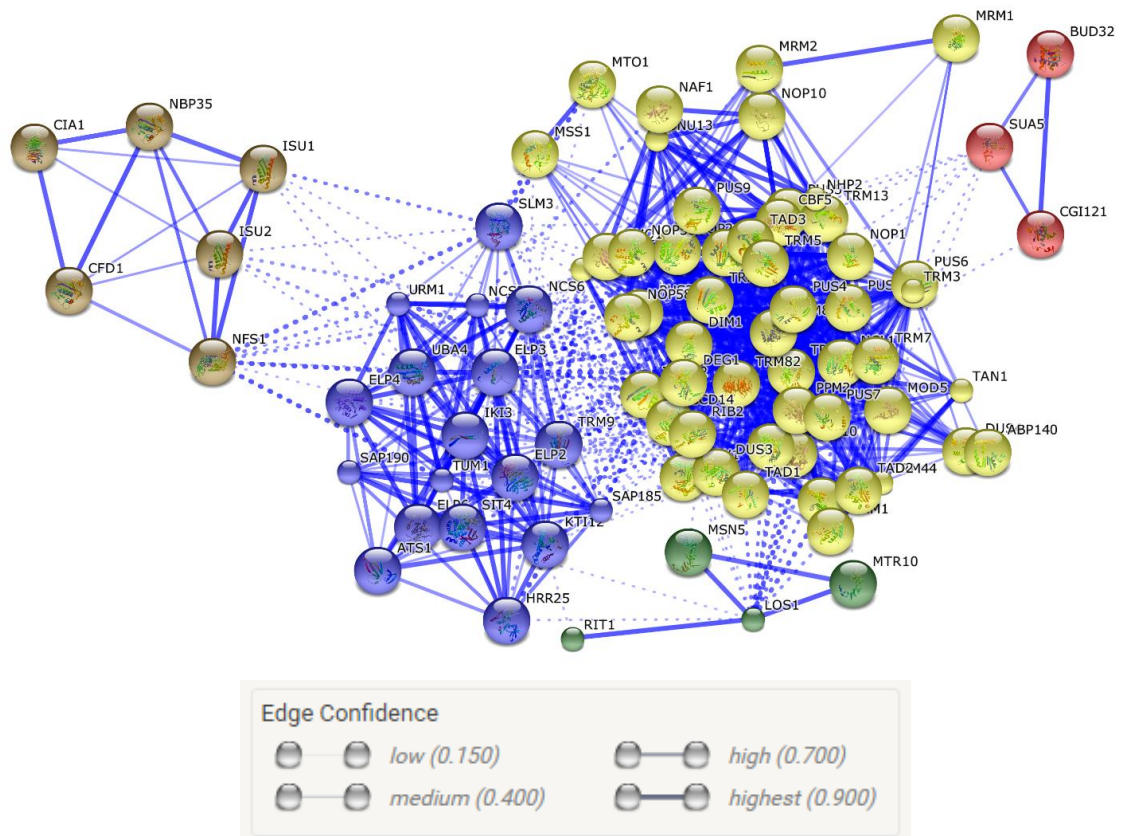 MRM1
BUD32
MTO1
MRM2
NBP35
NAF1
NOP10
CIA1
MSS1
NU13
SUA5
ISU1
PUS9
NHP2
CBF5
TRM13
SLM3
TAD3
CGI121
ISU2
TRM5
NOP1
CFD1
PUS6
TRM3
URM1
NCS6
PUS4
NOP58
DIM1
NFS1
UBA4
ELP3
TRM7
DEG1
TRM82
ELP4
PPM2
MOD5
TAN1
CD14
PUS7
IKI3
RIB2
TRM9
ABP140
SAP190
TUM1
ELP2
DUS3
TAD1
TAD2
SAP185
SIT4
KTI12
MSN5
ATS1
MTR10
HRR25
LOS1
RIT1
Edge Confidence
low (0.150)
high (0.700)
medium (0.400)
highest (0.900)